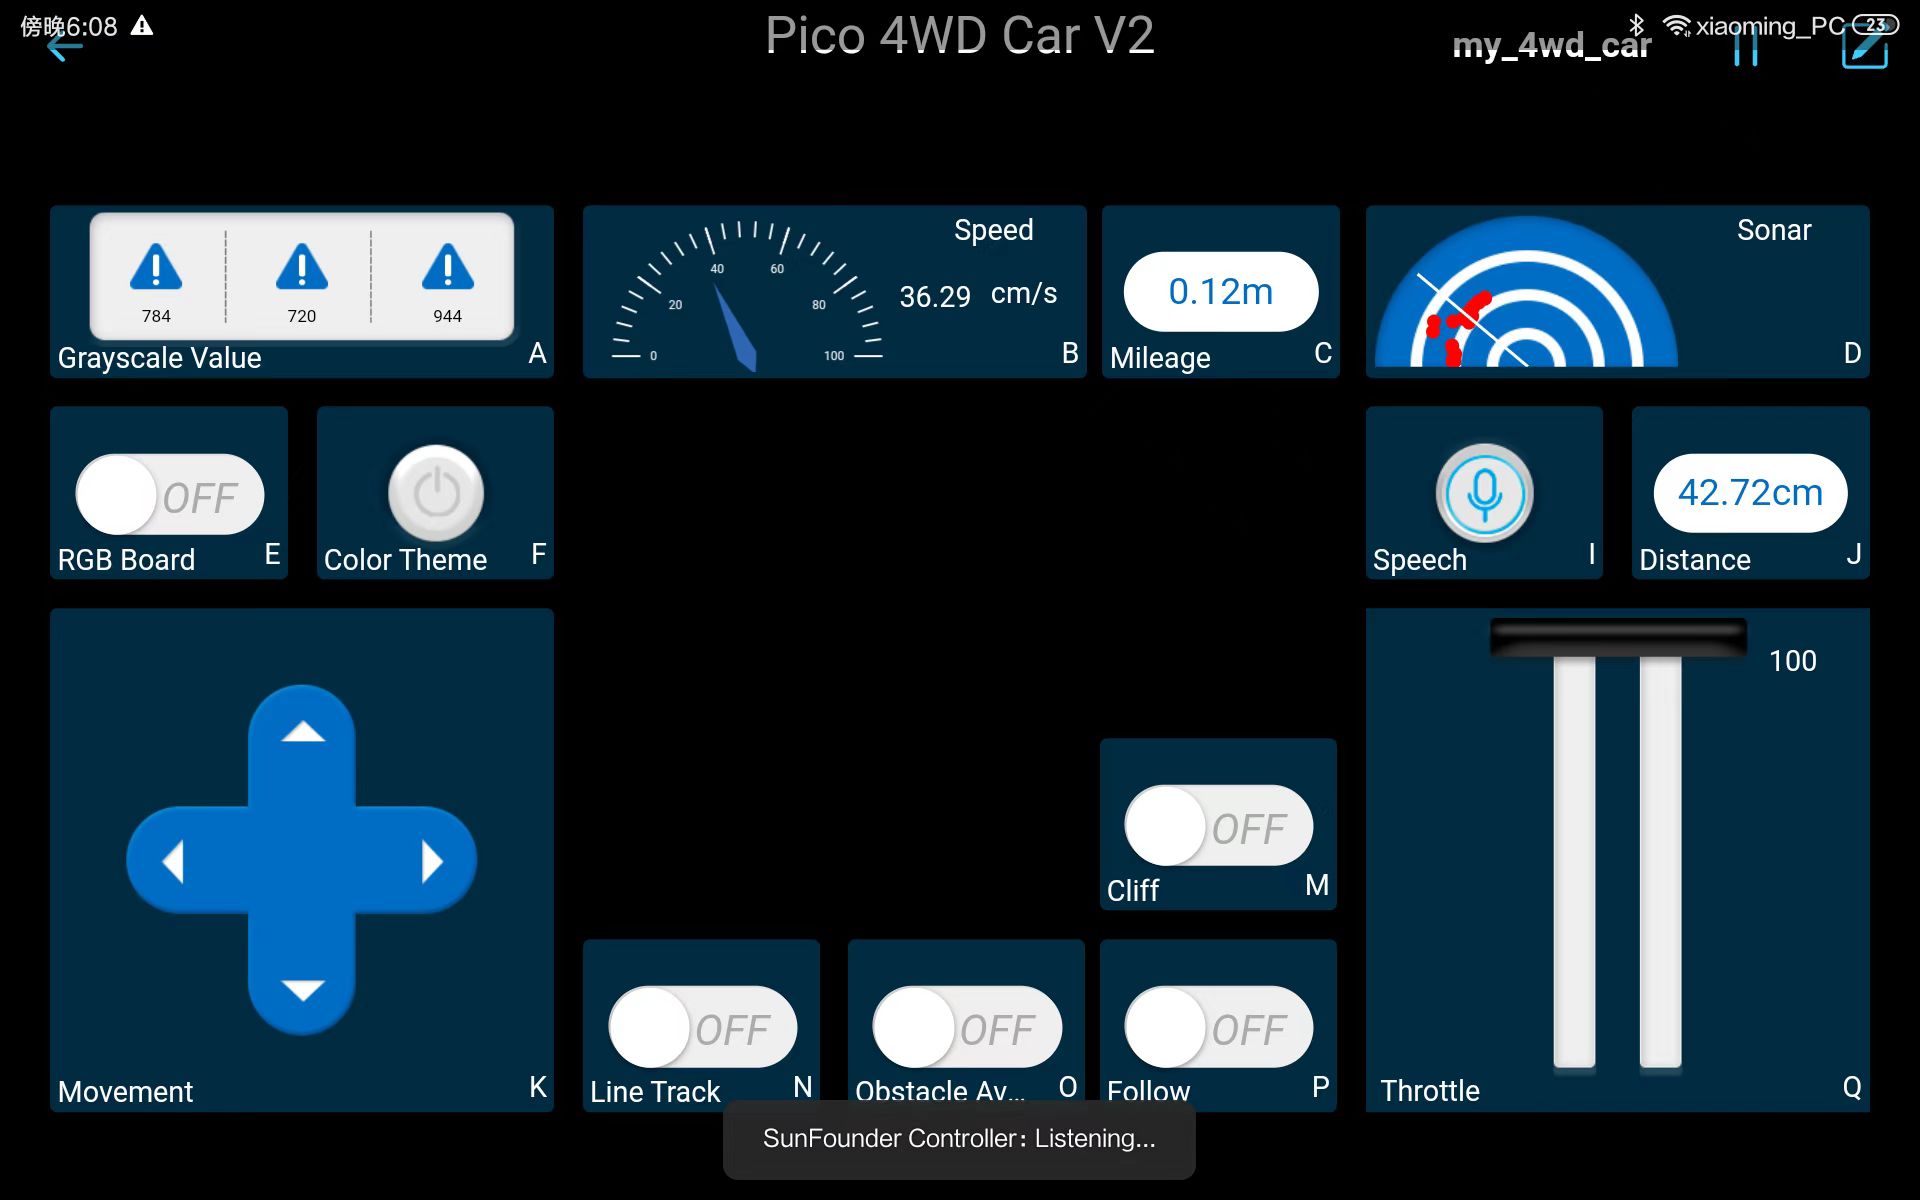 傍晚6:08
Pico 4WD Car V2
my_4wd_car
xiaoming_PC
23
784
720
944
Grayscale Value
A
Speed
36.29 cm/s
0
20
40
60
80
100
B
0.12m
Mileage
C
Sonar
D
OFF
RGB Board
E
Color Theme
F
Speech
I
42.72cm
Distance
J
Movement
K
OFF
Cliff
M
OFF
Line Track
N
OFF
Obstacle Av...
O
OFF
Follow
P
100
Throttle
Q
SunFounder Controller: Listening...